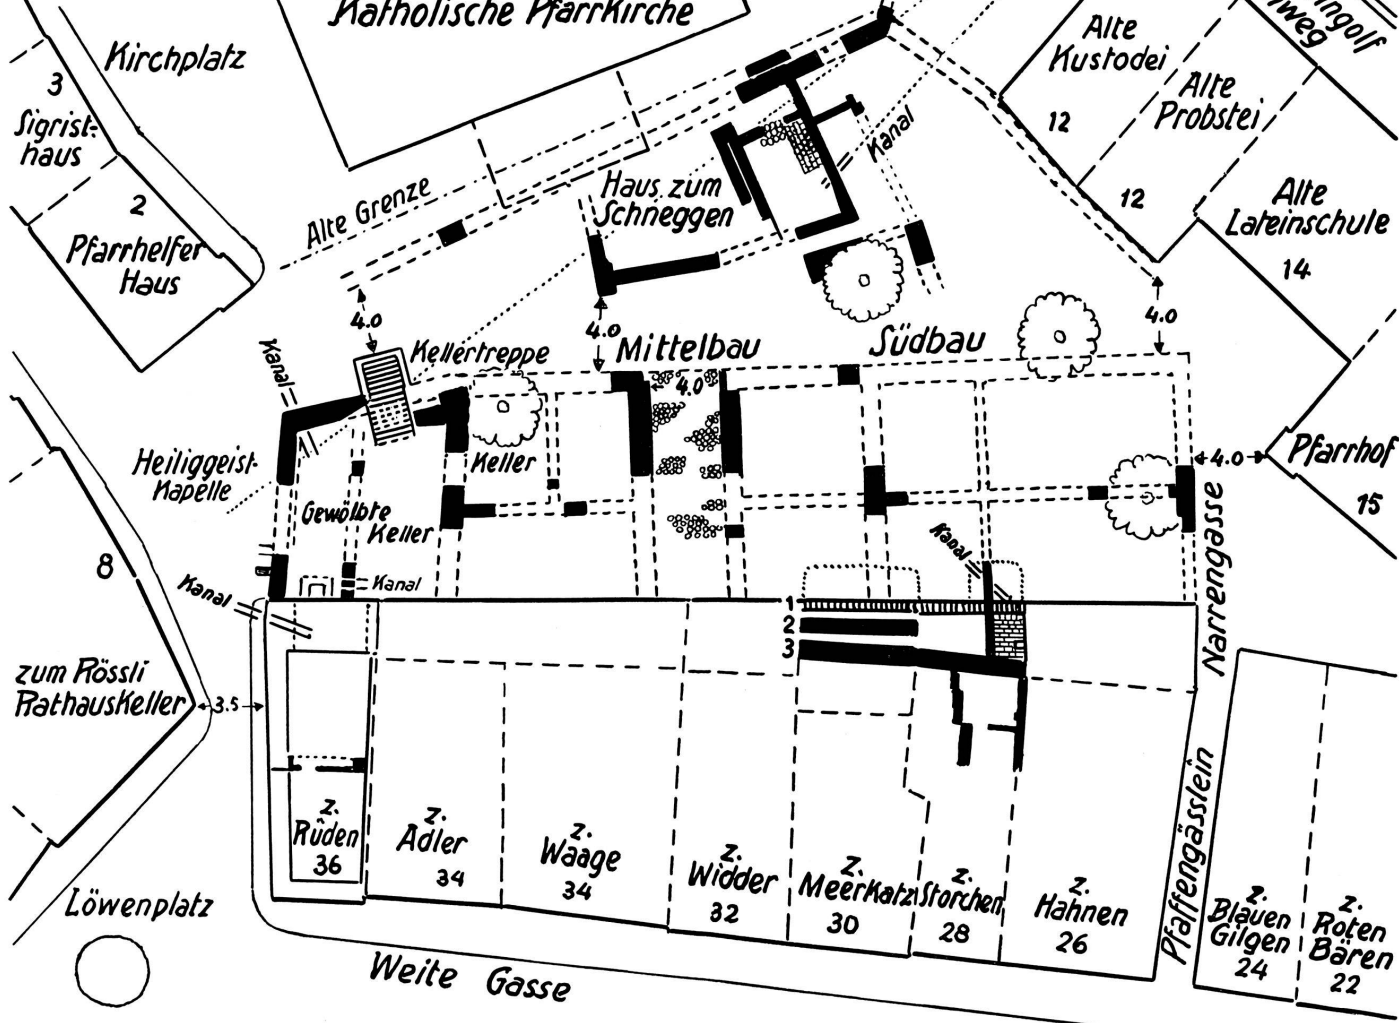 Katholische Pfarrkirche
Kirchplatz
3
Sigrist-
haus
2
Pfarrhelfer
Haus
Alte Grenze
Haus zum
Schneggen
Kanal
Alte
Kustodei
12
Alte
Probstei
12
Alte
Lateinschule
14
ingolf
weg
4.0
4.0
4.0
Kellertreppe
Mittelbau
Südbau
Kanal
4.0
Heiliggeist-
Kapelle
Keller
Gewölbte
Keller
4.0
Pfarrhof
15
Narrengasse
8
Kanal
Kanal
Kanal
1
2
3
zum Rössli
Rathauskeller
3.5
z.
Rüden
36
z.
Adler
34
z.
Waage
34
z.
Widder
32
z.
Meerkatz
30
z.
Storchen
28
z.
Hahnen
26
Pfaffengässlein
z.
Blauen
Gilgen
24
z.
Roten
Bären
22
Löwenplatz
Weite Gasse